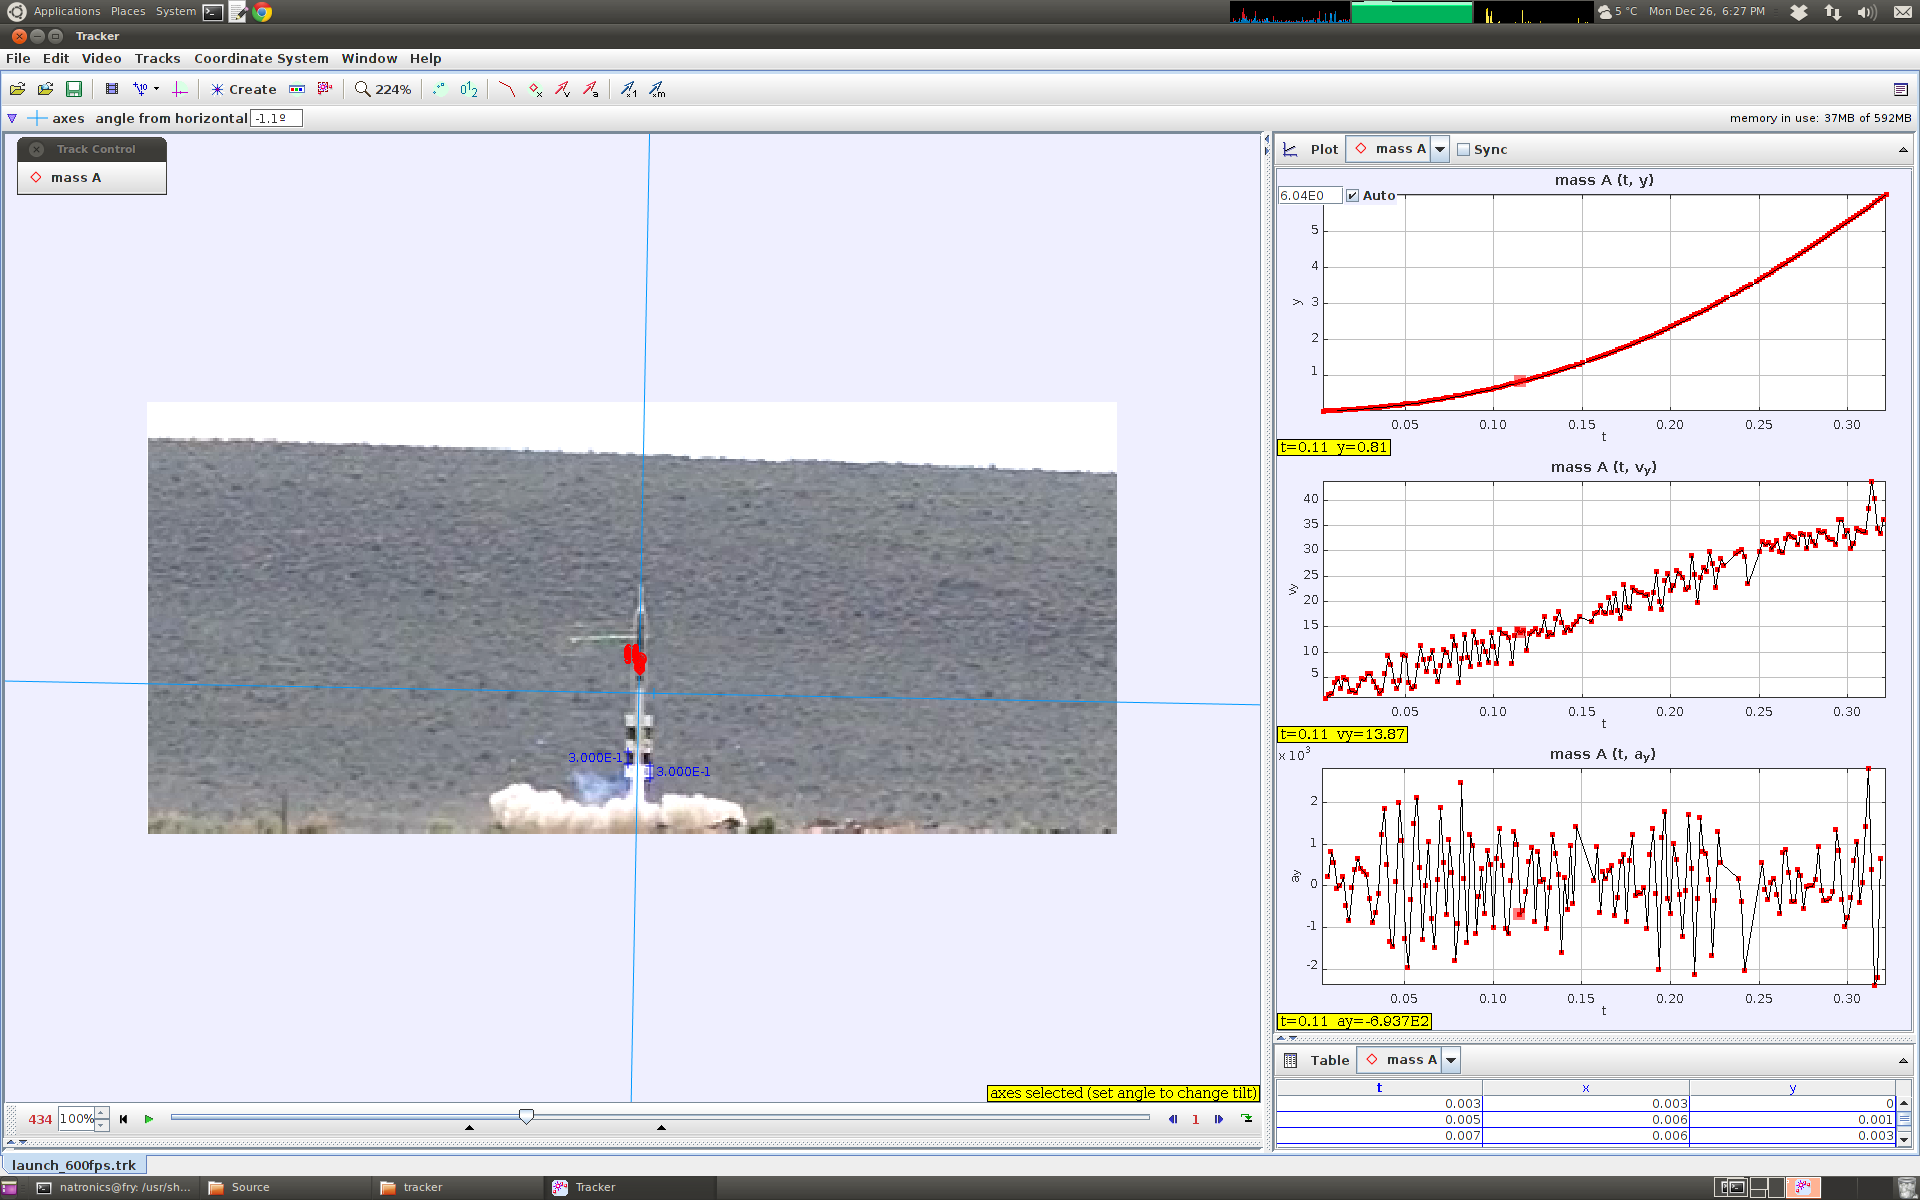 Applications Places System
5 °C Mon Dec 26, 6:27 PM
Tracker
File Edit Video Tracks Coordinate System Window Help
Create 224%
axes angle from horizontal -1.1º
memory in use: 37MB of 592MB
Track Control
mass A
3.000E-1
3.000E-1
axes selected (set angle to change tilt)
434 100% 1
launch_600fps.trk
Plot mass A Sync
mass A (t, y)
6.04E0 Auto
5
4
3
2
1
y
0.05 0.10 0.15 0.20 0.25 0.30
t
t=0.11 y=0.81
mass A (t, vy)
40
35
30
25
20
15
10
5
vy
0.05 0.10 0.15 0.20 0.25 0.30
t
t=0.11 vy=13.87
mass A (t, ay)
x 10³
2
1
0
-1
-2
ay
0.05 0.10 0.15 0.20 0.25 0.30
t
t=0.11 ay=-6.937E2
Table mass A
t x y
0.003 0.003 0
0.005 0.006 0.001
0.007 0.006 0.003
natronics@fry: /usr/sh... Source tracker Tracker